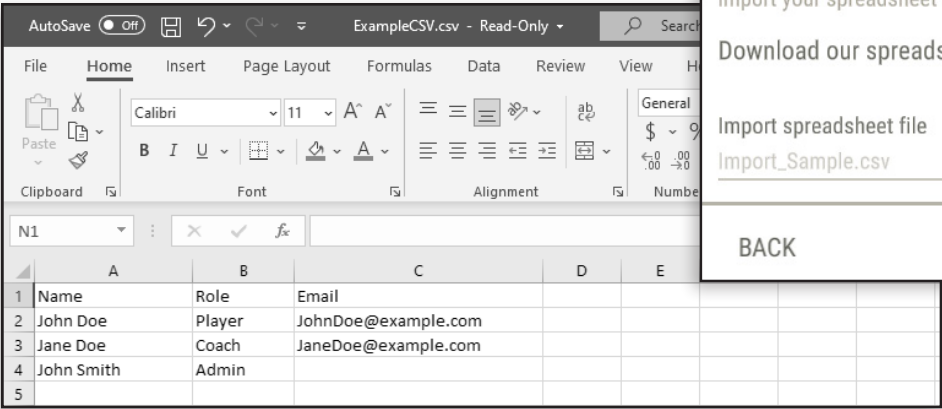 AutoSave Off ExampleCSV.csv - Read-Only Search
File Home Insert Page Layout Formulas Data Review View
Paste
Calibri 11 A^ A˅ ab General
B I U A $ %
Clipboard Font Alignment Number
N1 fx
A B C D E
1 Name Role Email
2 John Doe Player JohnDoe@example.com
3 Jane Doe Coach JaneDoe@example.com
4 John Smith Admin
5
Import your spreadsheet
Download our spreads
Import spreadsheet file
Import_Sample.csv
BACK